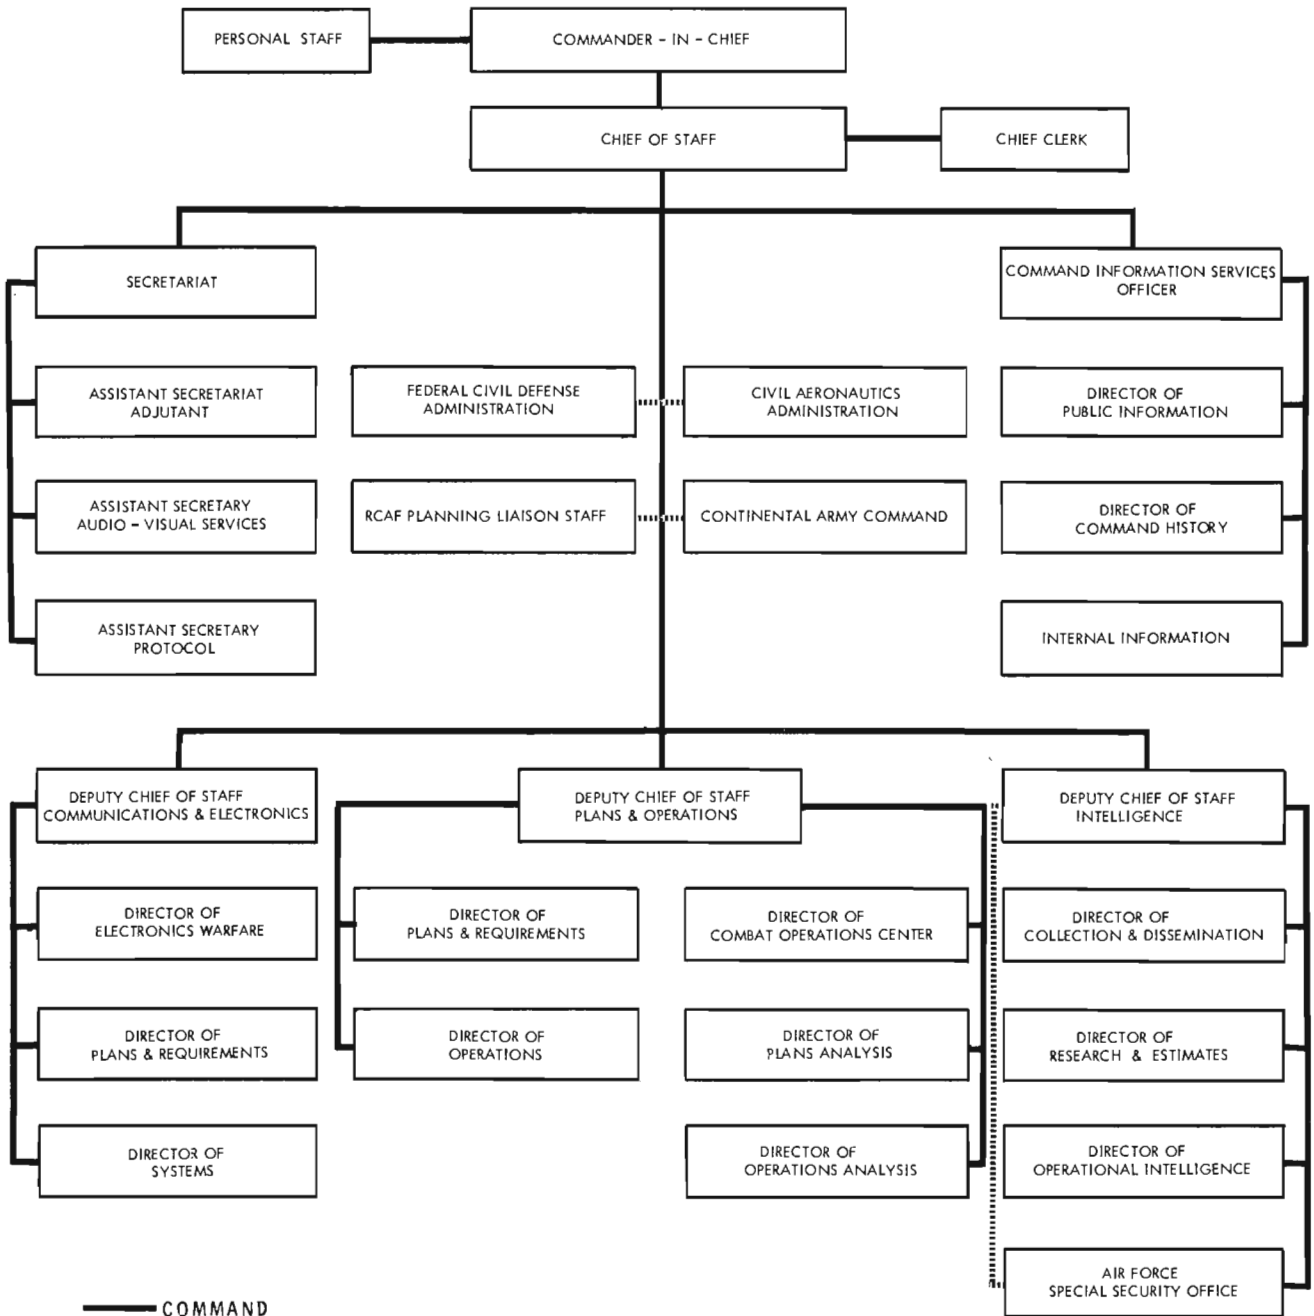 PERSONAL STAFF
COMMANDER - IN - CHIEF
CHIEF OF STAFF
CHIEF CLERK
SECRETARIAT
COMMAND INFORMATION SERVICES
OFFICER
ASSISTANT SECRETARIAT
ADJUTANT
FEDERAL CIVIL DEFENSE
ADMINISTRATION
CIVIL AERONAUTICS
ADMINISTRATION
DIRECTOR OF
PUBLIC INFORMATION
ASSISTANT SECRETARY
AUDIO - VISUAL SERVICES
RCAF PLANNING LIAISON STAFF
CONTINENTAL ARMY COMMAND
DIRECTOR OF
COMMAND HISTORY
ASSISTANT SECRETARY
PROTOCOL
INTERNAL INFORMATION
DEPUTY CHIEF OF STAFF
COMMUNICATIONS & ELECTRONICS
DEPUTY CHIEF OF STAFF
PLANS & OPERATIONS
DEPUTY CHIEF OF STAFF
INTELLIGENCE
DIRECTOR OF
ELECTRONICS WARFARE
DIRECTOR OF
PLANS & REQUIREMENTS
DIRECTOR OF
COMBAT OPERATIONS CENTER
DIRECTOR OF
COLLECTION & DISSEMINATION
DIRECTOR OF
PLANS & REQUIREMENTS
DIRECTOR OF
OPERATIONS
DIRECTOR OF
PLANS ANALYSIS
DIRECTOR OF
RESEARCH & ESTIMATES
DIRECTOR OF
SYSTEMS
DIRECTOR OF
OPERATIONS ANALYSIS
DIRECTOR OF
OPERATIONAL INTELLIGENCE
AIR FORCE
SPECIAL SECURITY OFFICE
COMMAND